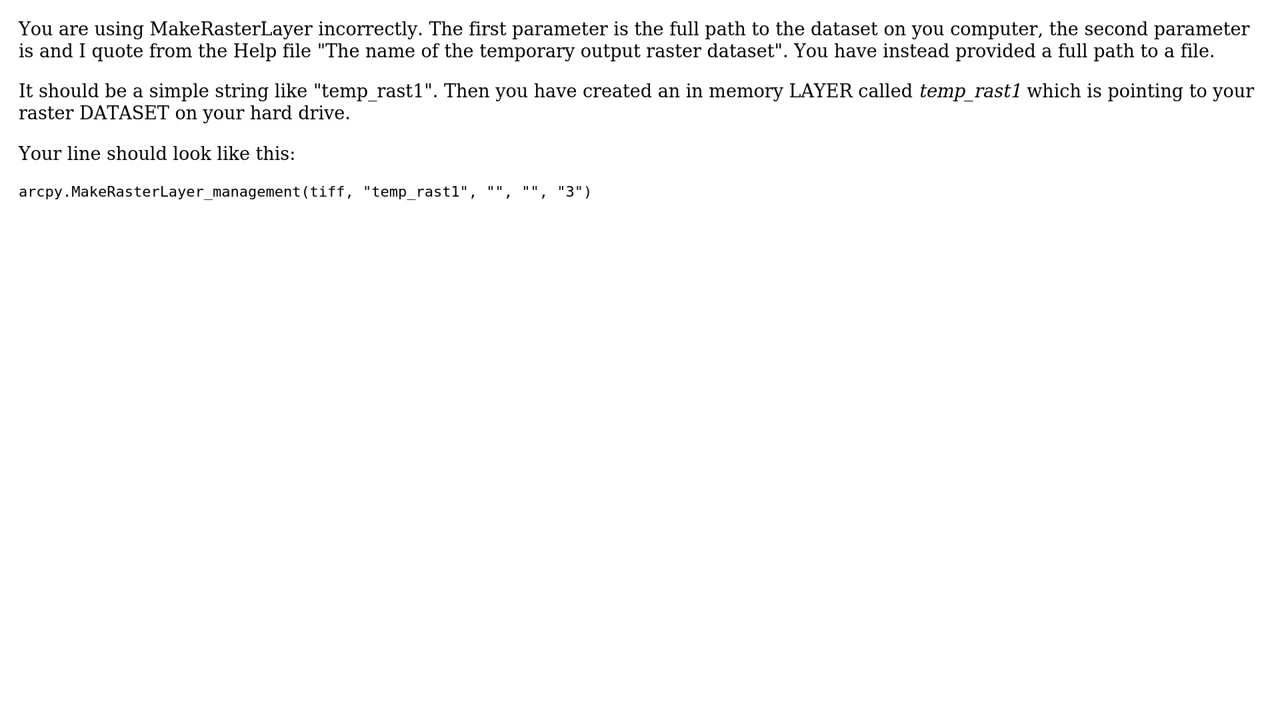 You are using MakeRasterLayer incorrectly. The first parameter is the full path to the dataset on you computer, the second parameter
is and I quote from the Help file "The name of the temporary output raster dataset". You have instead provided a full path to a file.
It should be a simple string like "temp_rast1". Then you have created an in memory LAYER called temp_rast1 which is pointing to your
raster DATASET on your hard drive.
Your line should look like this:
arcpy.MakeRasterLayer_management(tiff, "temp_rast1", "", "", "3")